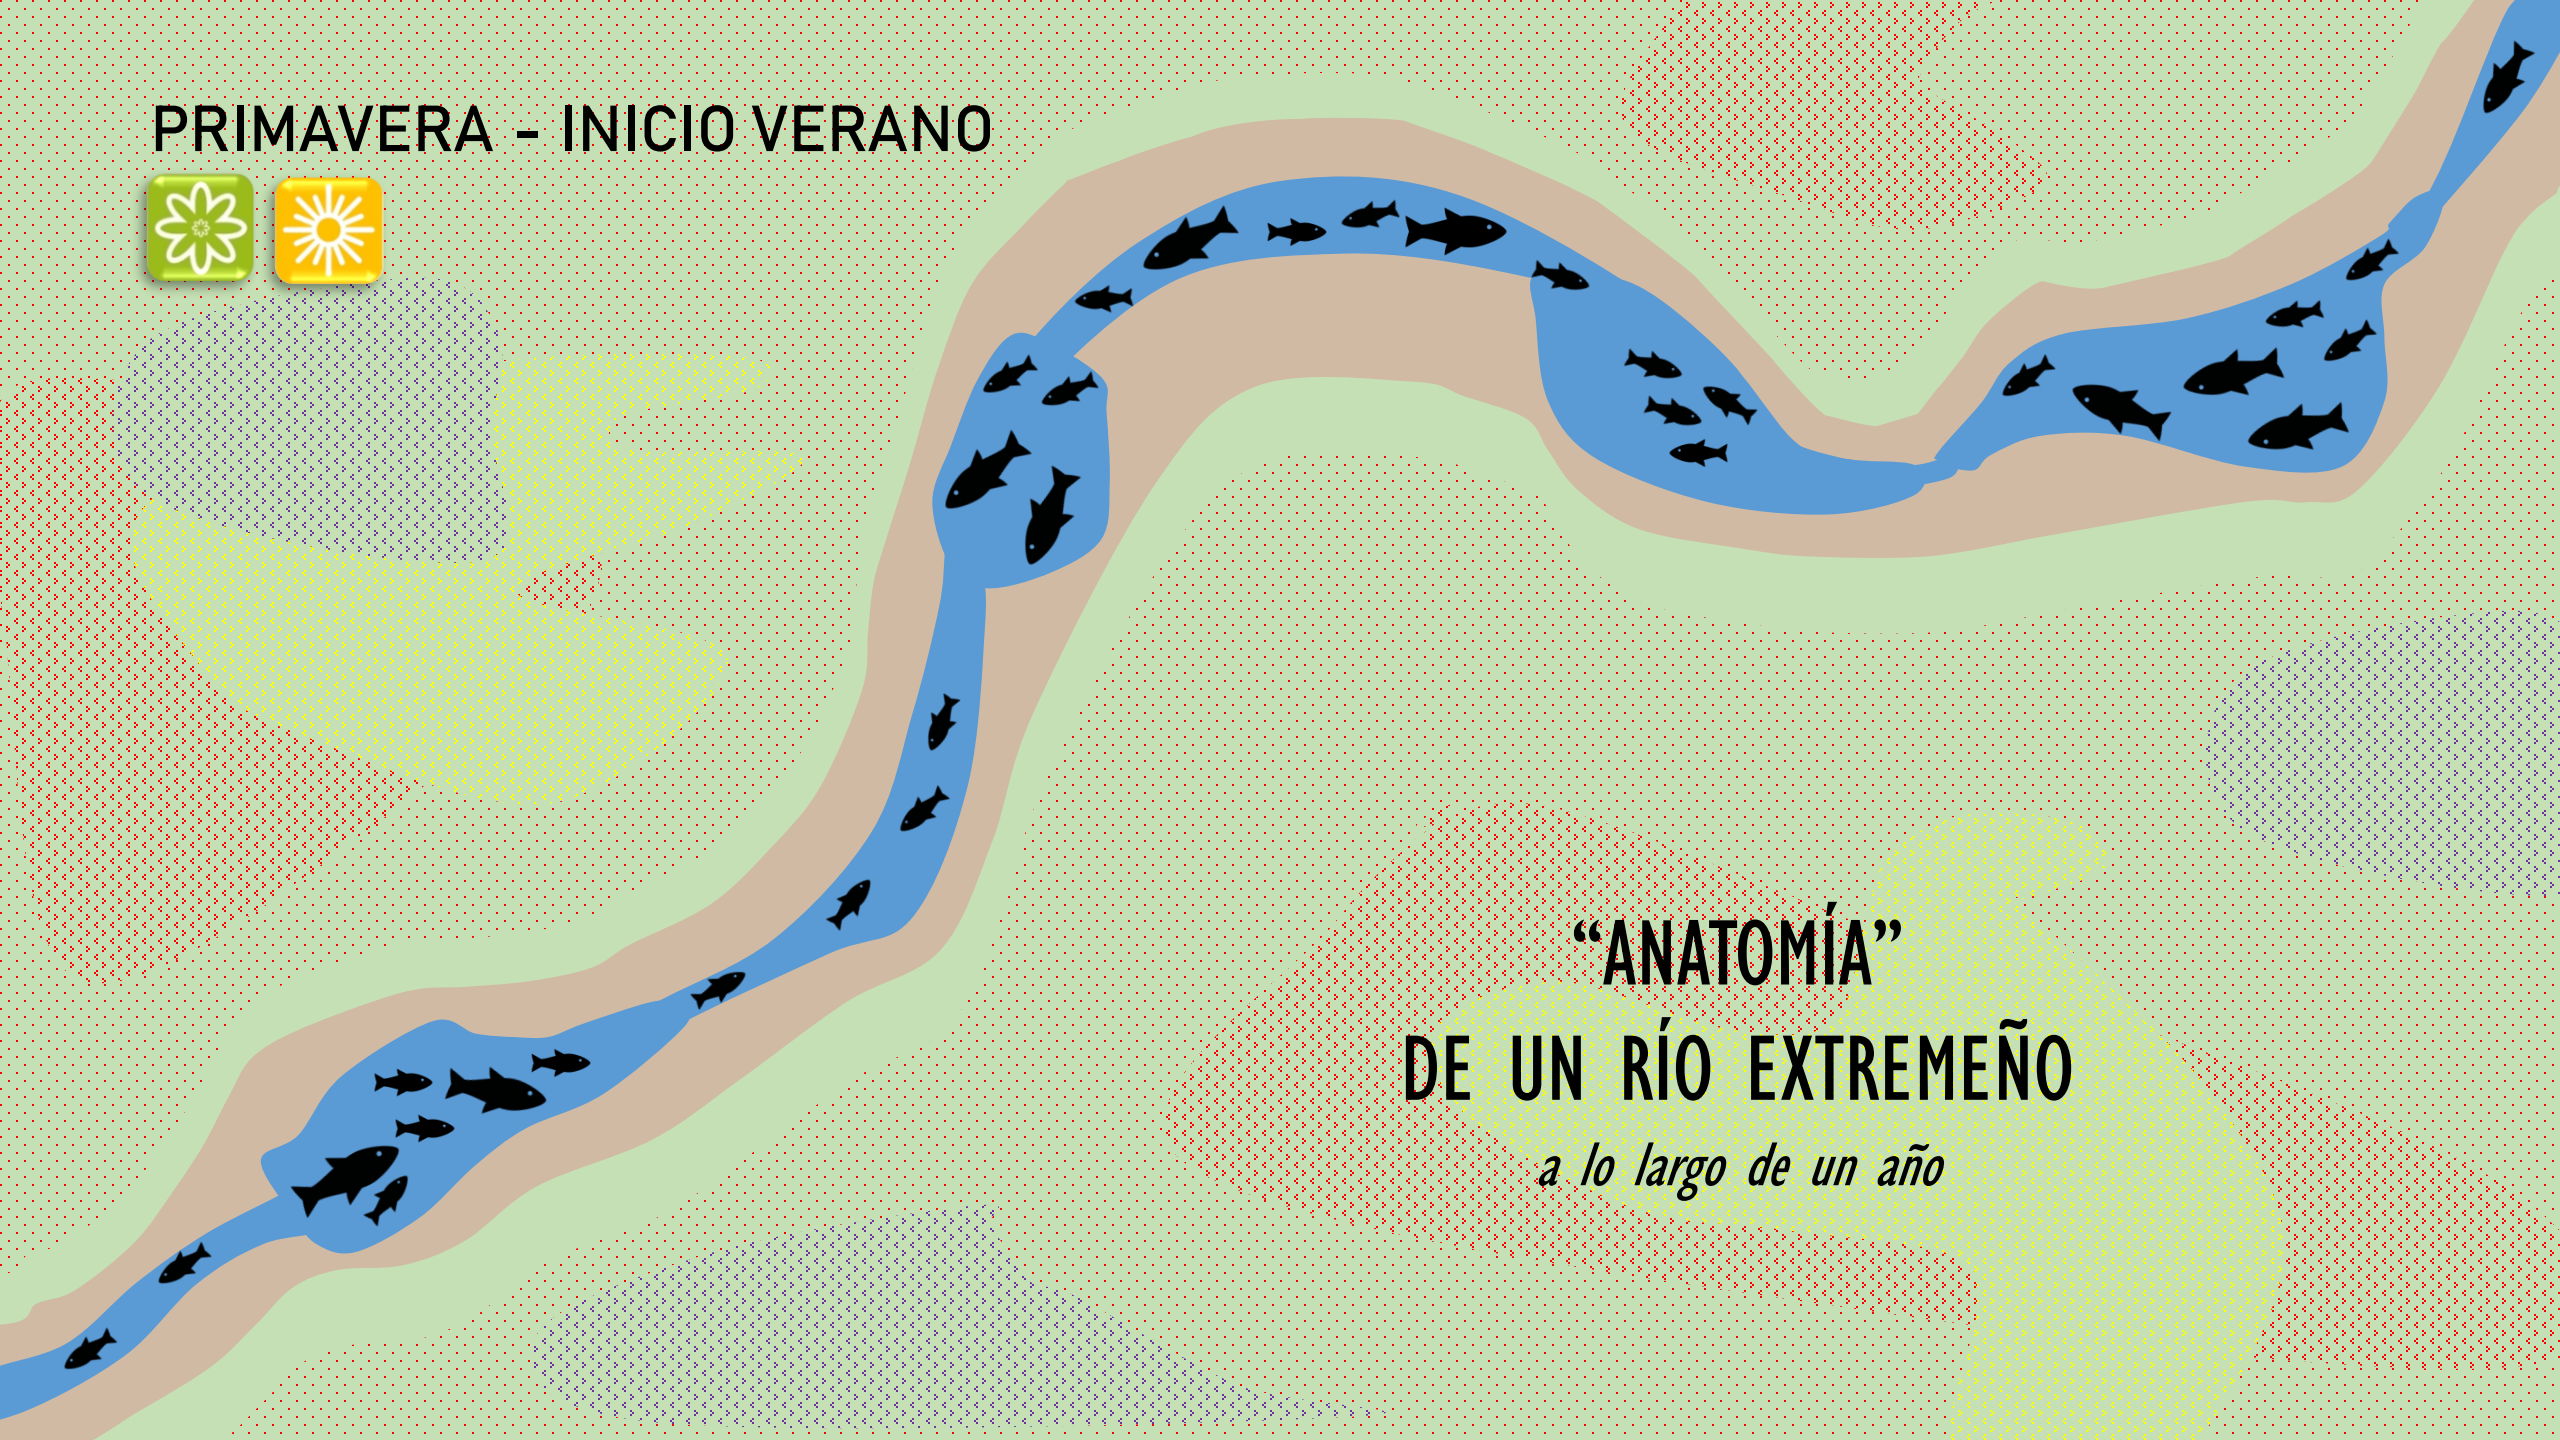 PRIMAVERA - INICIO VERANO
“ANATOMÍA”
DE UN RÍO EXTREMEÑO
a lo largo de un año